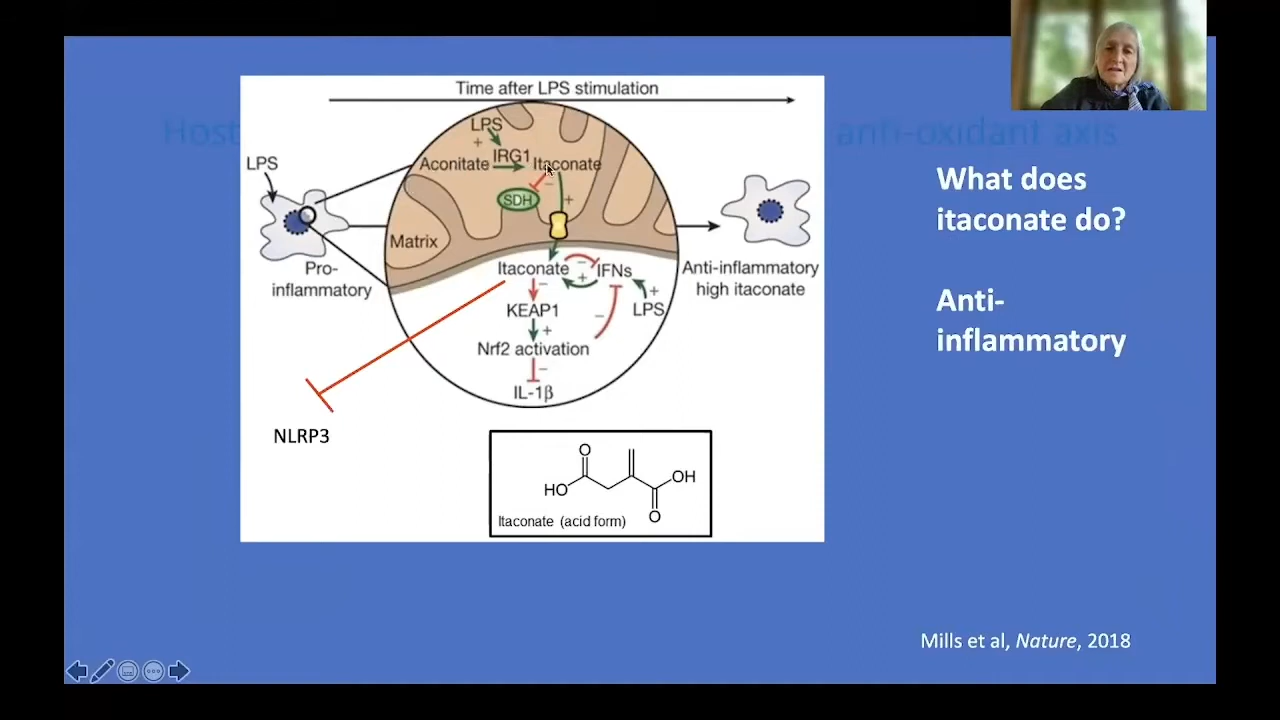 Host
anti-oxidant axis
Time after LPS stimulation
LPS
+
LPS
Aconitate
IRG1
Itaconate
−
SDH
+
Matrix
Pro-
inflammatory
Itaconate
−
+
IFNs
−
+
LPS
KEAP1
+
−
Nrf2 activation
−
IL-1β
Anti-inflammatory
high itaconate
NLRP3
O
HO
OH
O
Itaconate (acid form)
What does
itaconate do?
Anti-
inflammatory
Mills et al, Nature, 2018